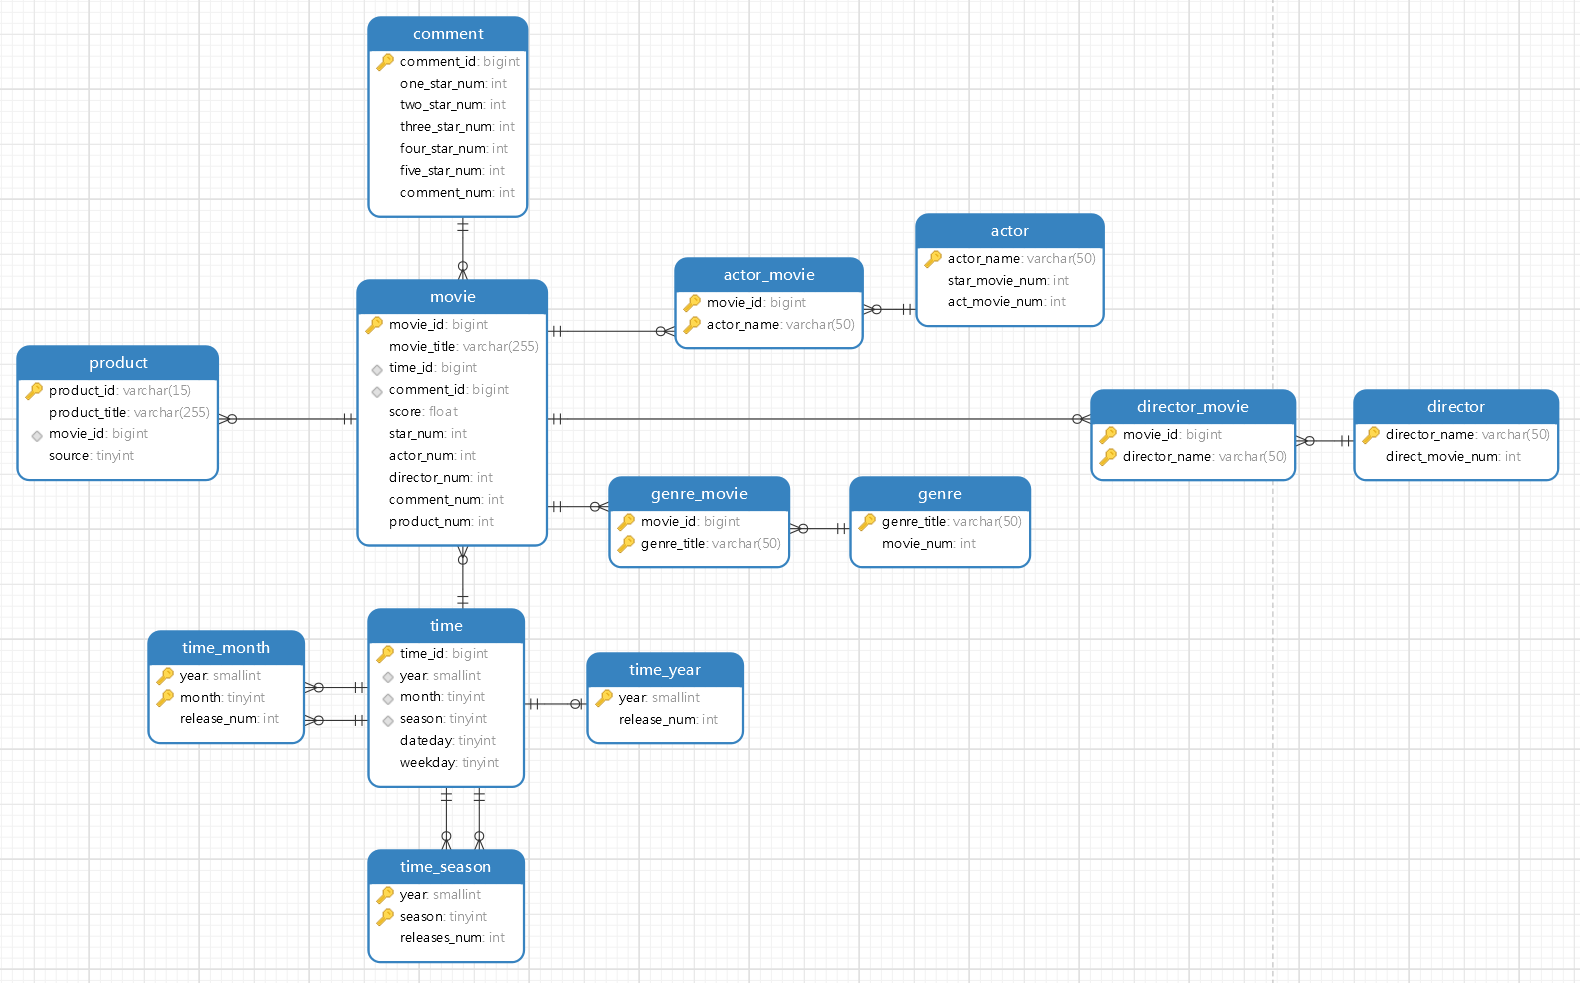 comment
comment_id: bigint
one_star_num: int
two_star_num: int
three_star_num: int
four_star_num: int
five_star_num: int
comment_num: int
movie
movie_id: bigint
movie_title: varchar(255)
time_id: bigint
comment_id: bigint
score: float
star_num: int
actor_num: int
director_num: int
comment_num: int
product_num: int
actor_movie
movie_id: bigint
actor_name: varchar(50)
actor
actor_name: varchar(50)
star_movie_num: int
act_movie_num: int
product
product_id: varchar(15)
product_title: varchar(255)
movie_id: bigint
source: tinyint
director_movie
movie_id: bigint
director_name: varchar(50)
director
director_name: varchar(50)
direct_movie_num: int
genre_movie
movie_id: bigint
genre_title: varchar(50)
genre
genre_title: varchar(50)
movie_num: int
time_month
year: smallint
month: tinyint
release_num: int
time
time_id: bigint
year: smallint
month: tinyint
season: tinyint
dateday: tinyint
weekday: tinyint
time_year
year: smallint
release_num: int
time_season
year: smallint
season: tinyint
releases_num: int